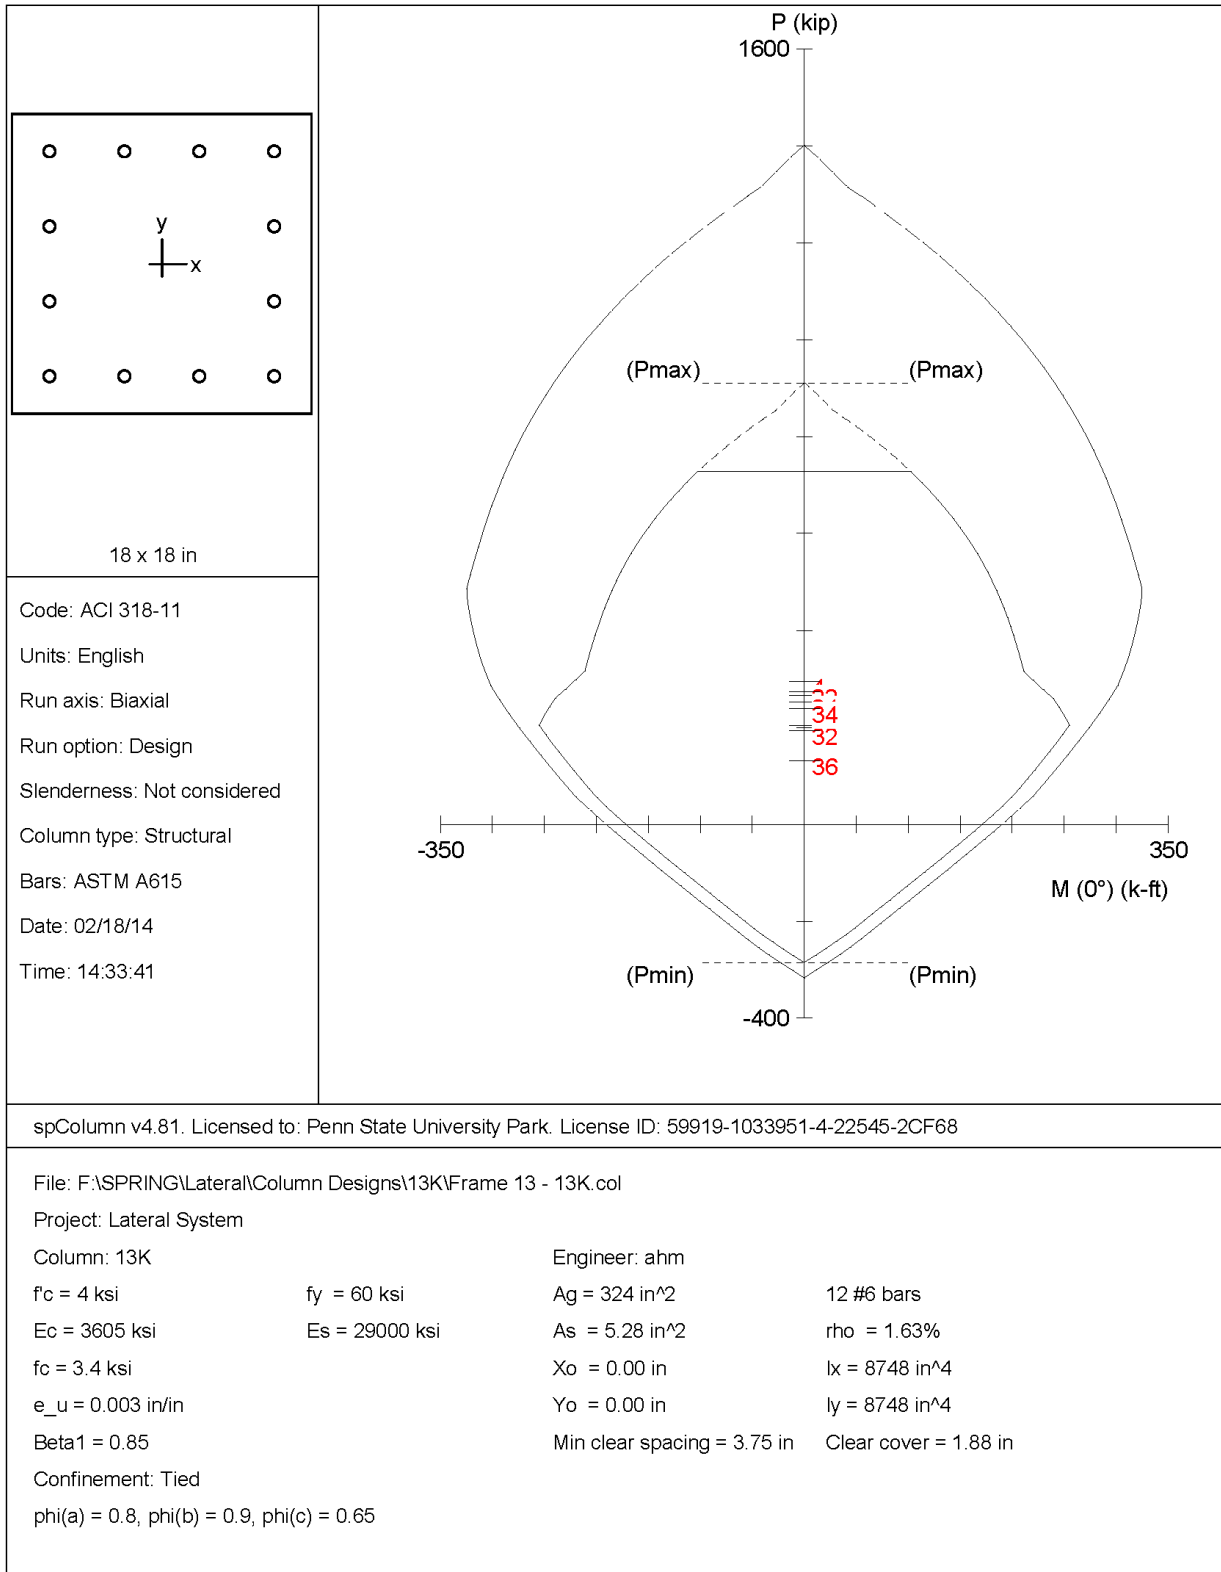 P (kip)
1600
y
x
(Pmax) (Pmax)
18 x 18 in
Code: ACI 318-11
Units: English
Run axis: Biaxial
Run option: Design
Slenderness: Not considered
Column type: Structural
Bars: ASTM A615
Date: 02/18/14
Time: 14:33:41
34
32
36
-350 350
M (0°) (k-ft)
(Pmin) (Pmin)
-400
spColumn v4.81. Licensed to: Penn State University Park. License ID: 59919-1033951-4-22545-2CF68
File: F:\SPRING\Lateral\Column Designs\13K\Frame 13 - 13K.col
Project: Lateral System
Column: 13K Engineer: ahm
f'c = 4 ksi fy = 60 ksi Ag = 324 in^2 12 #6 bars
Ec = 3605 ksi Es = 29000 ksi As = 5.28 in^2 rho = 1.63%
fc = 3.4 ksi Xo = 0.00 in Ix = 8748 in^4
e_u = 0.003 in/in Yo = 0.00 in Iy = 8748 in^4
Beta1 = 0.85 Min clear spacing = 3.75 in Clear cover = 1.88 in
Confinement: Tied
phi(a) = 0.8, phi(b) = 0.9, phi(c) = 0.65